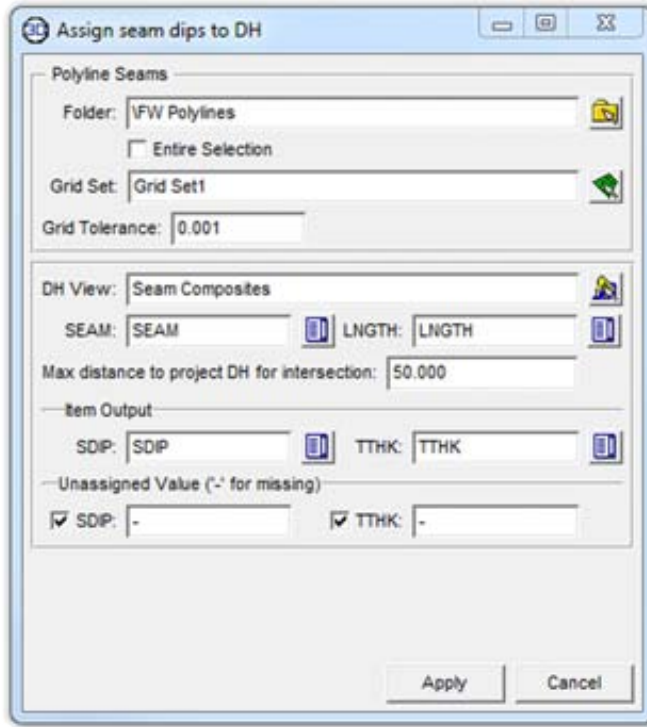 3D Assign seam dips to DH
Polyline Seams
Folder: \FW Polylines
Entire Selection
Grid Set: Grid Set1
Grid Tolerance: 0.001
DH View: Seam Composites
SEAM: SEAM LNGTH: LNGTH
Max distance to project DH for intersection: 50.000
Item Output
SDIP: SDIP TTHK: TTHK
Unassigned Value ('-' for missing)
SDIP: - TTHK: -
Apply Cancel